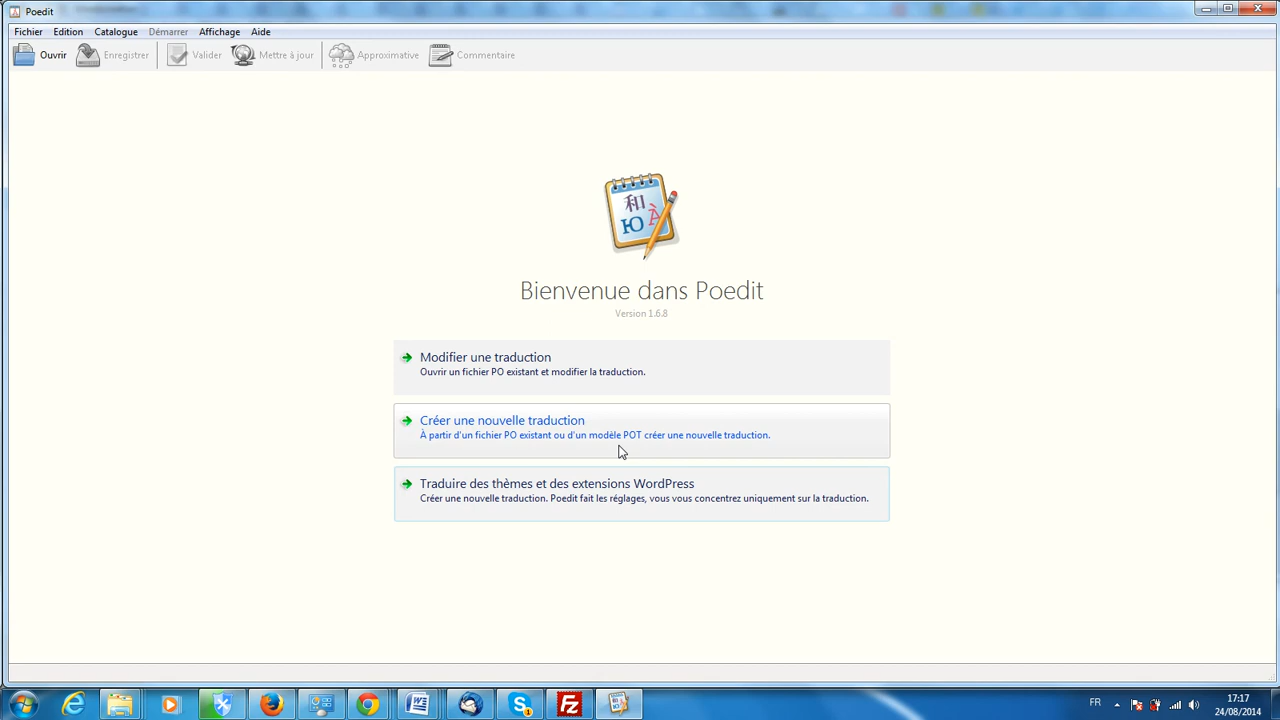 Poedit
Fichier Edition Catalogue Démarrer Affichage Aide
Ouvrir Enregistrer Valider Mettre à jour Approximative Commentaire
和
Ю À
Bienvenue dans Poedit
Version 1.6.8
Modifier une traduction
Ouvrir un fichier PO existant et modifier la traduction.
Créer une nouvelle traduction
À partir d'un fichier PO existant ou d'un modèle POT créer une nouvelle traduction.
Traduire des thèmes et des extensions WordPress
Créer une nouvelle traduction. Poedit fait les réglages, vous vous concentrez uniquement sur la traduction.
FR
17:17
24/08/2014